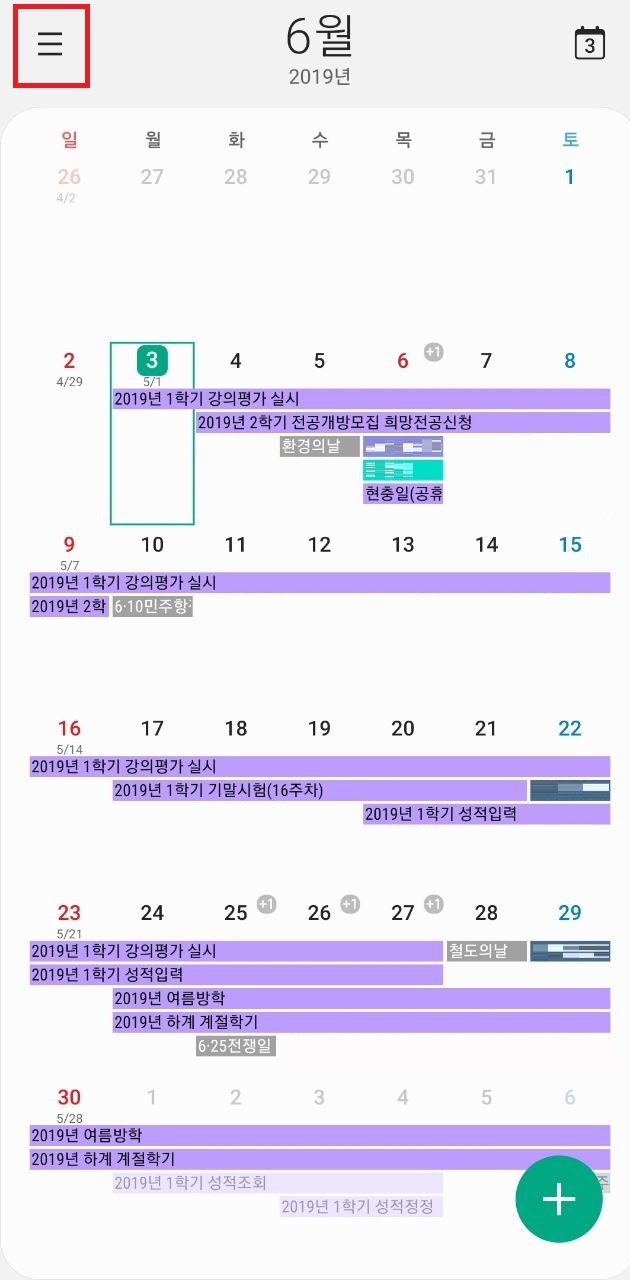 6월
2019년
3
일 월 화 수 목 금 토
26 27 28 29 30 31 1
4/2
2 3 4 5 6 +1 7 8
4/29 5/1
2019년 1학기 강의평가 실시
2019년 2학기 전공개방모집 희망전공신청
환경의날
현충일(공휴
9 10 11 12 13 14 15
5/7
2019년 1학기 강의평가 실시
2019년 2학 6·10민주항
16 17 18 19 20 21 22
5/14
2019년 1학기 강의평가 실시
2019년 1학기 기말시험(16주차)
2019년 1학기 성적입력
23 24 25 +1 26 +1 27 +1 28 29
5/21
2019년 1학기 강의평가 실시 철도의날
2019년 1학기 성적입력
2019년 여름방학
2019년 하계 계절학기
6·25전쟁일
30 1 2 3 4 5 6
5/28
2019년 여름방학
2019년 하계 계절학기
2019년 1학기 성적조회 주
2019년 1학기 성적정정